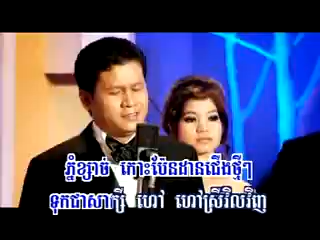 ភ្នំខ្សាច់ កោះប៉ែនដានជើងថ្មីៗ
ទុកជាសាក្សី ហៅ ហៅស្រីវិលវិញ